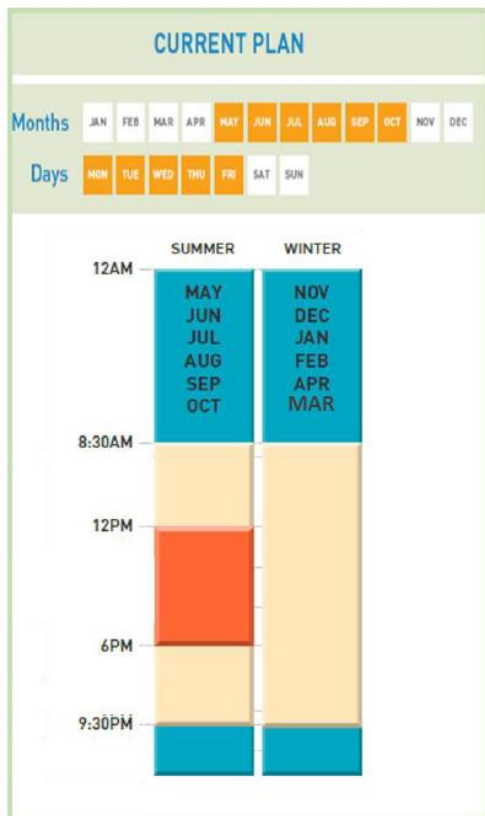 CURRENT PLAN
Months JAN FEB MAR APR MAY JUN JUL AUG SEP OCT NOV DEC
Days MON TUE WED THU FRI SAT SUN
SUMMER WINTER
12AM
MAY NOV
JUN DEC
JUL JAN
AUG FEB
SEP APR
OCT MAR
8:30AM
12PM
6PM
9:30PM